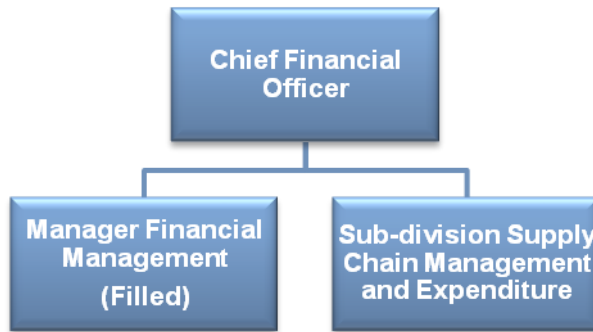 Chief Financial
Officer
Manager Financial
Management
(Filled)
Sub-division Supply
Chain Management
and Expenditure